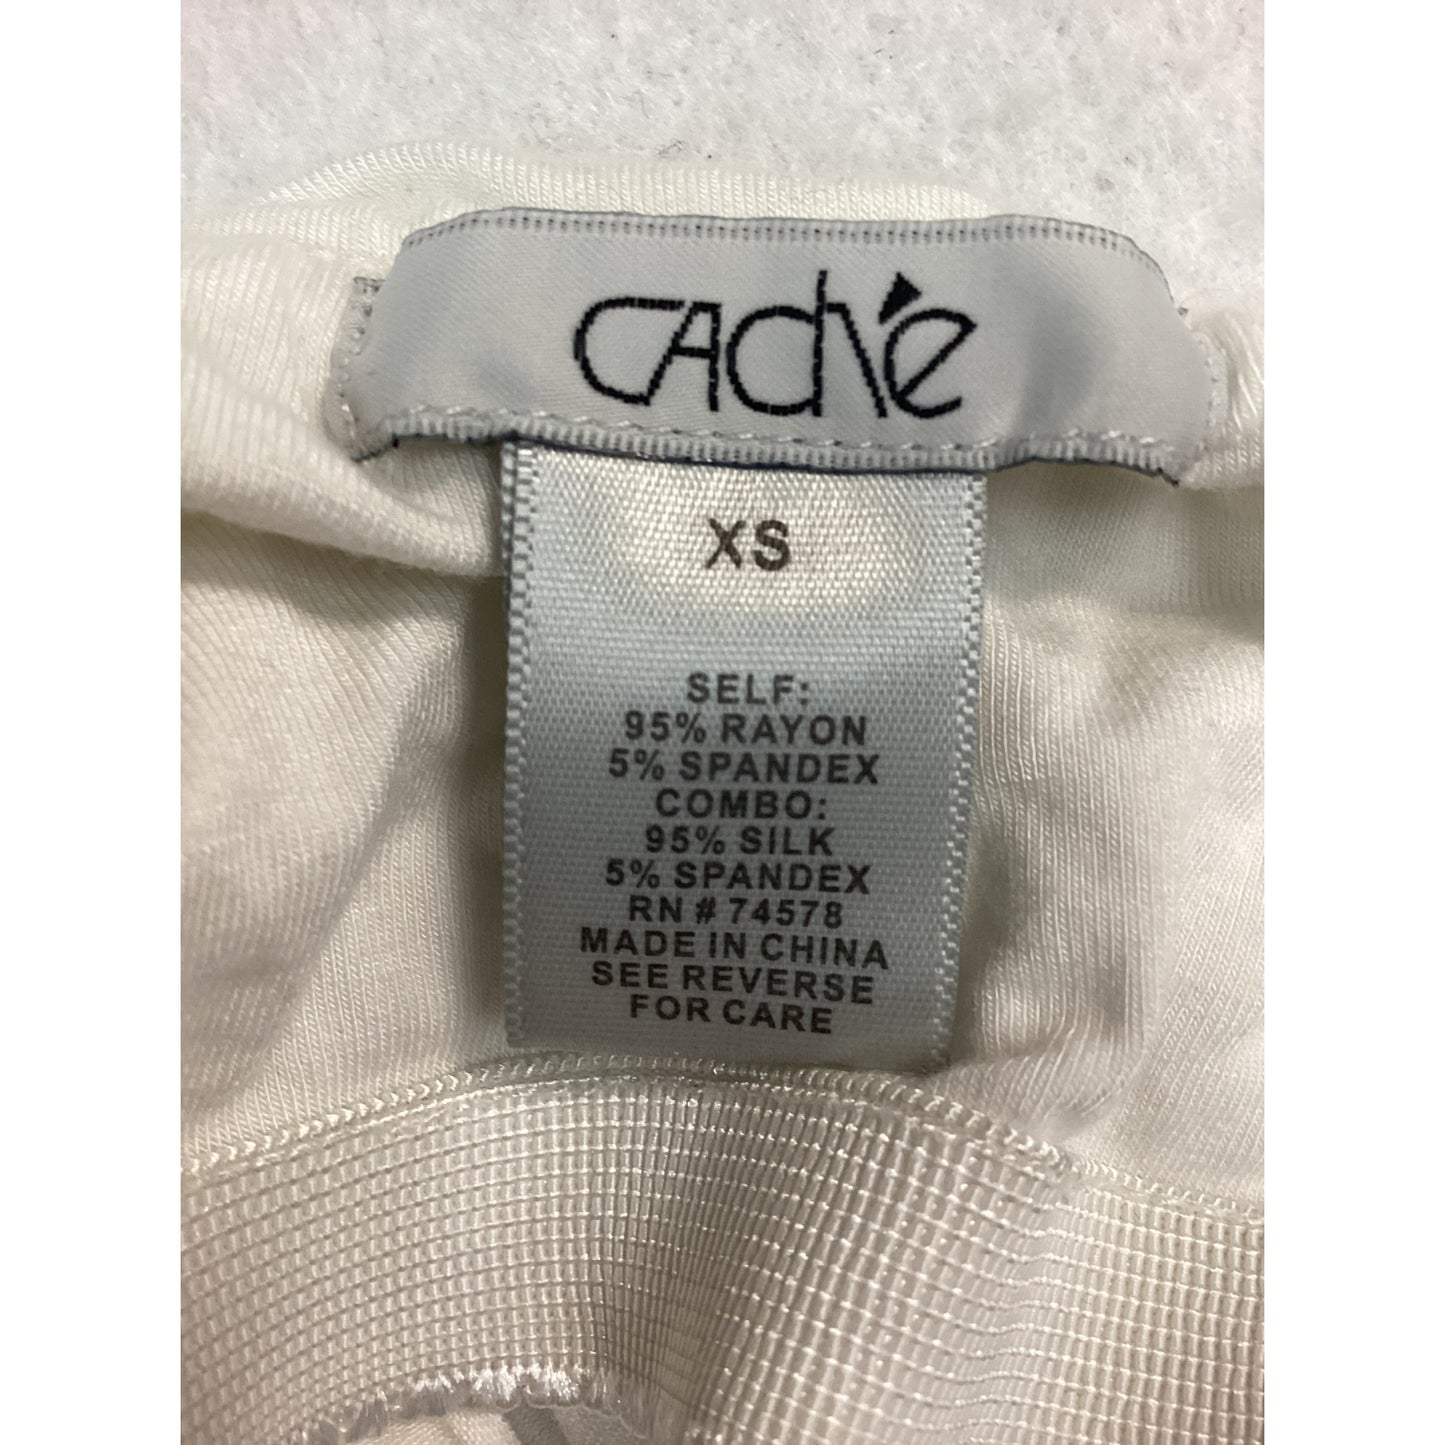 CAché
XS
SELF:
95% RAYON
5% SPANDEX
COMBO:
95% SILK
5% SPANDEX
RN # 74578
MADE IN CHINA
SEE REVERSE
FOR CARE